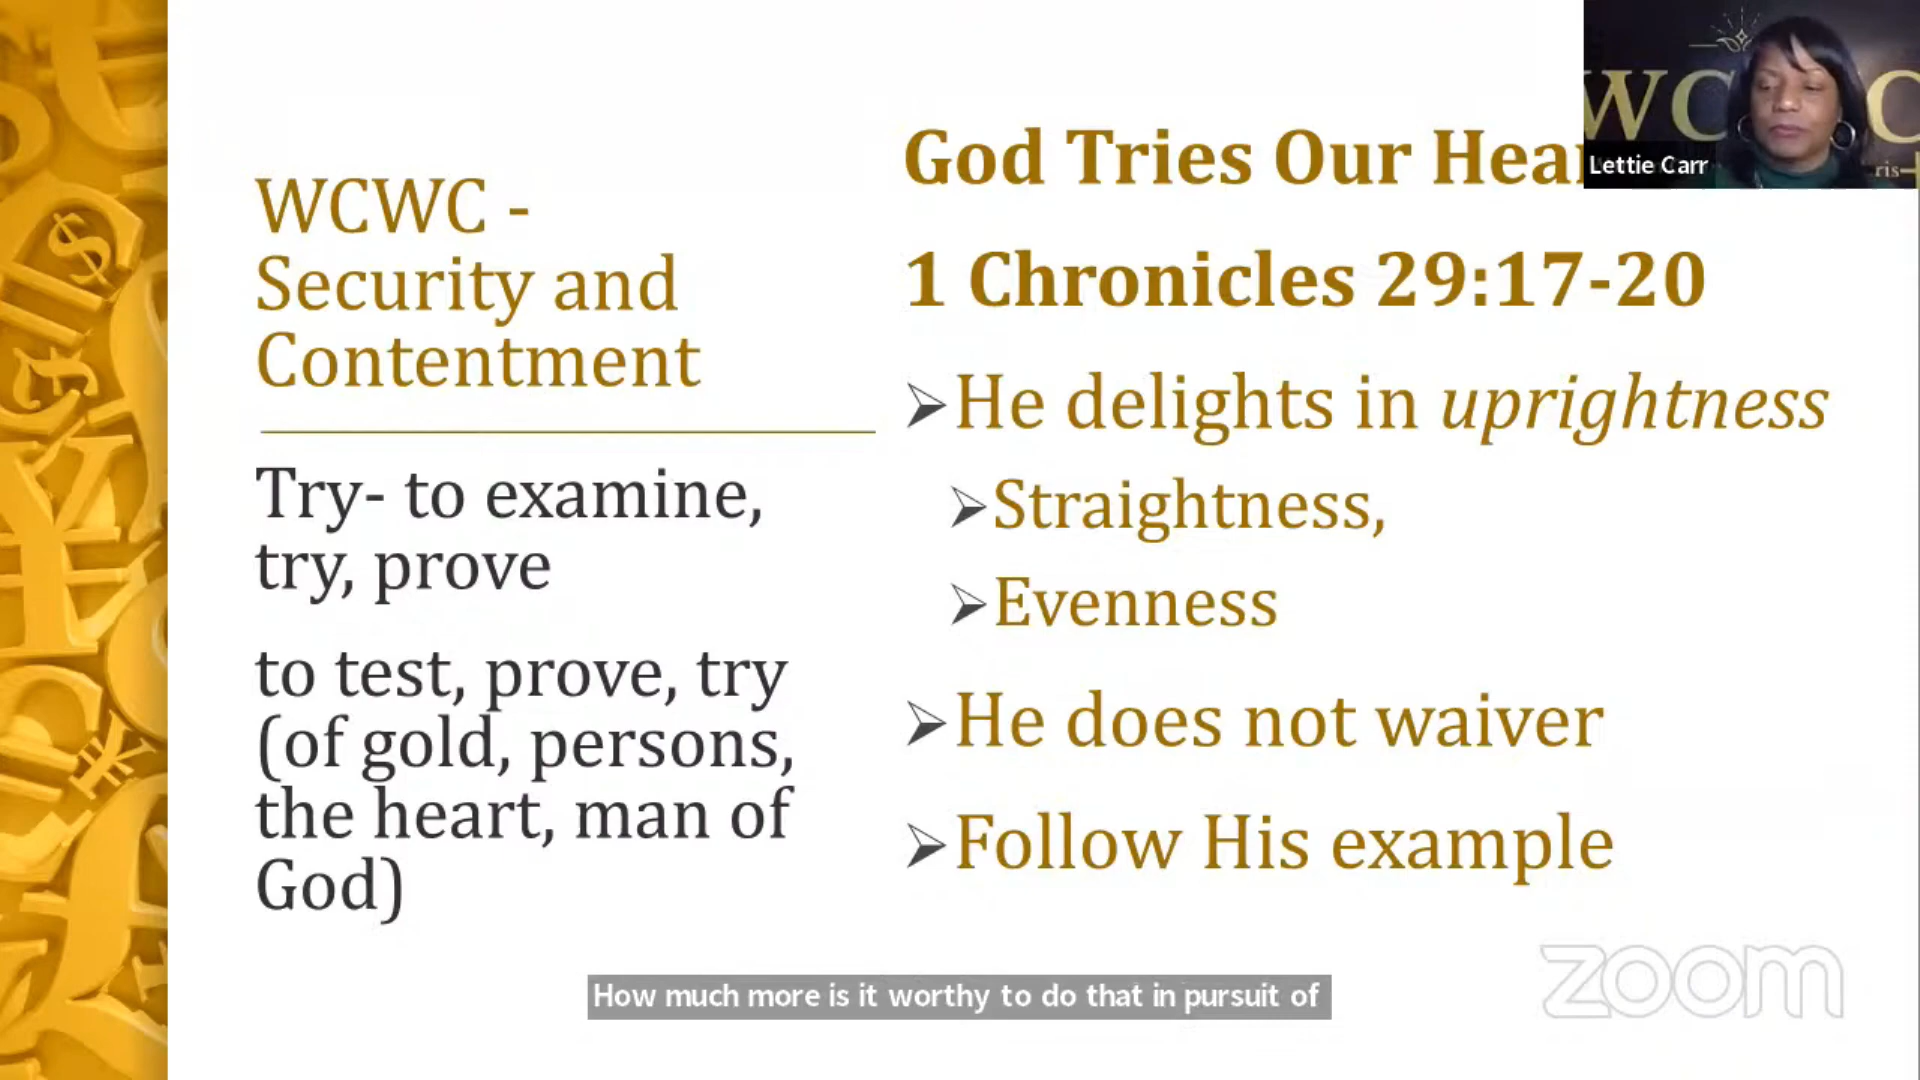 WCWC -
Security and
Contentment
Try- to examine,
try, prove
to test, prove, try
(of gold, persons,
the heart, man of
God)
God Tries Our Hea
1 Chronicles 29:17-20
➢He delights in uprightness
➢Straightness,
➢Evenness
➢He does not waiver
➢Follow His example
WC C
ris
Lettie Carr
How much more is it worthy to do that in pursuit of
zoom